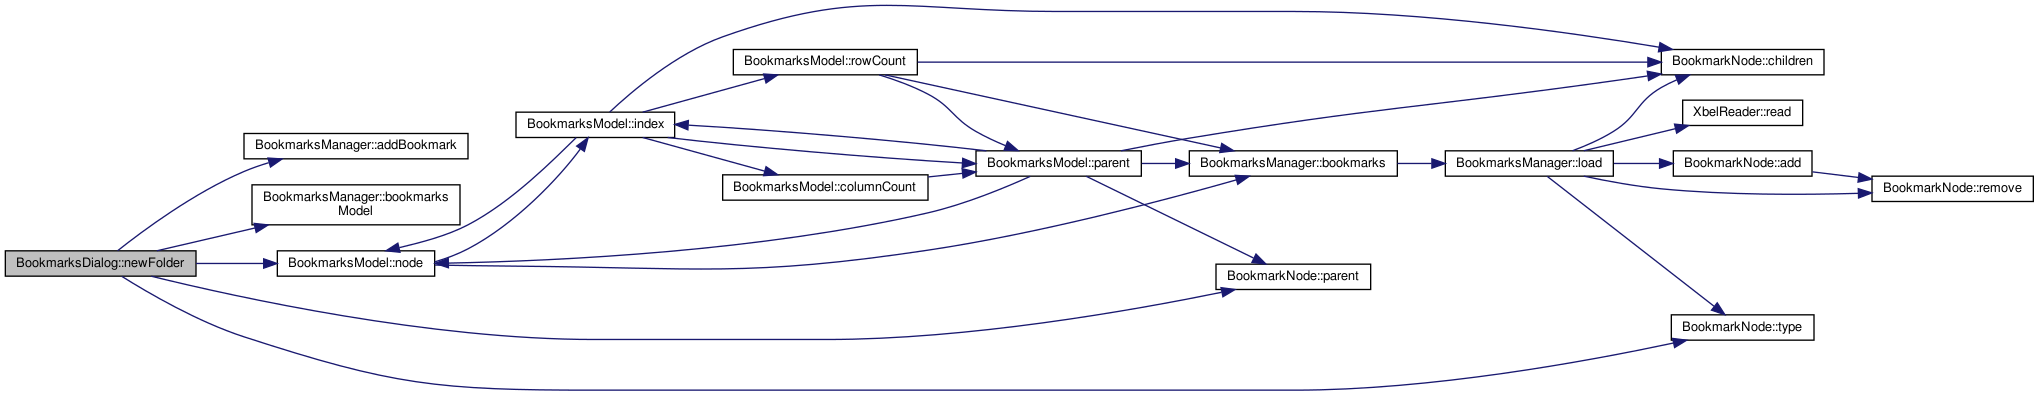 BookmarksDialog::newFolder
BookmarksManager::addBookmark
BookmarksManager::bookmarks
Model
BookmarksModel::node
BookmarksModel::index
BookmarksModel::rowCount
BookmarksModel::columnCount
BookmarksModel::parent
BookmarksManager::bookmarks
BookmarkNode::parent
BookmarksManager::load
BookmarkNode::children
XbelReader::read
BookmarkNode::add
BookmarkNode::type
BookmarkNode::remove